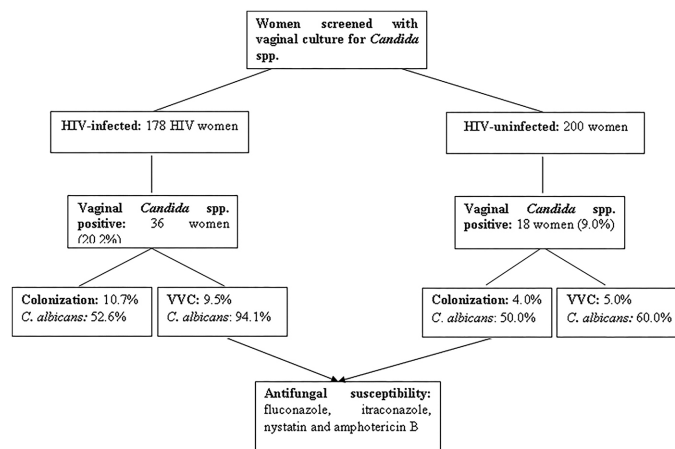 Women screened with
vaginal culture for Candida
spp.
HIV-infected: 178 HIV women
HIV-uninfected: 200 women
Vaginal Candida spp.
positive: 36 women
(20.2%)
Vaginal Candida spp.
positive: 18 women (9.0%)
Colonization: 10.7%
C. albicans: 52.6%
VVC: 9.5%
C. albicans: 94.1%
Colonization: 4.0%
C. albicans: 50.0%
VVC: 5.0%
C. albicans: 60.0%
Antifungal susceptibility:
fluconazole, itraconazole,
nystatin and amphotericin B